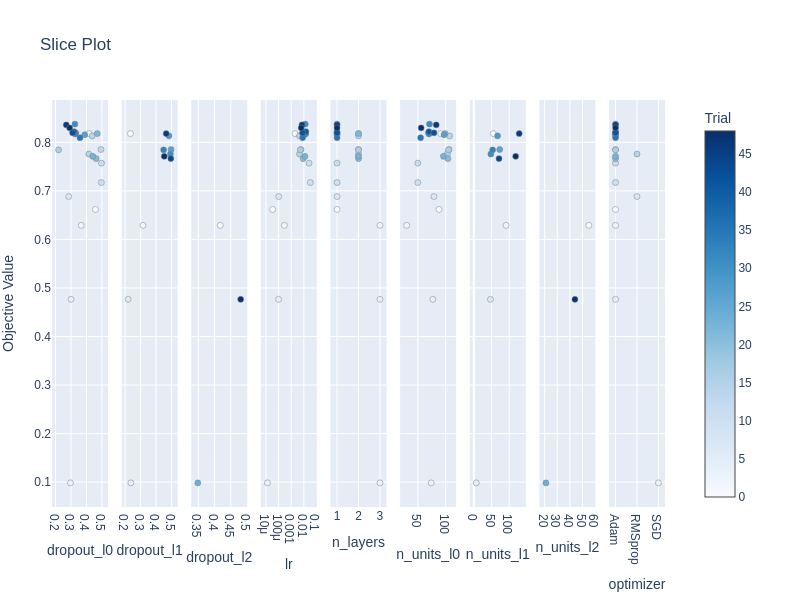 Slice Plot
Trial
Objective Value
0.8
0.7
0.6
0.5
0.4
0.3
0.2
0.1
45
40
35
30
25
20
15
10
5
0
0.2 0.3 0.4 0.5
0.2 0.3 0.4 0.5
0.35 0.4 0.45 0.5
10μ 100μ 0.001 0.01 0.1
1 2 3
50 100
0 50 100
20 30 40 50 60
Adam RMSprop SGD
dropout_l0 dropout_l1 dropout_l2 lr n_layers n_units_l0 n_units_l1 n_units_l2 optimizer